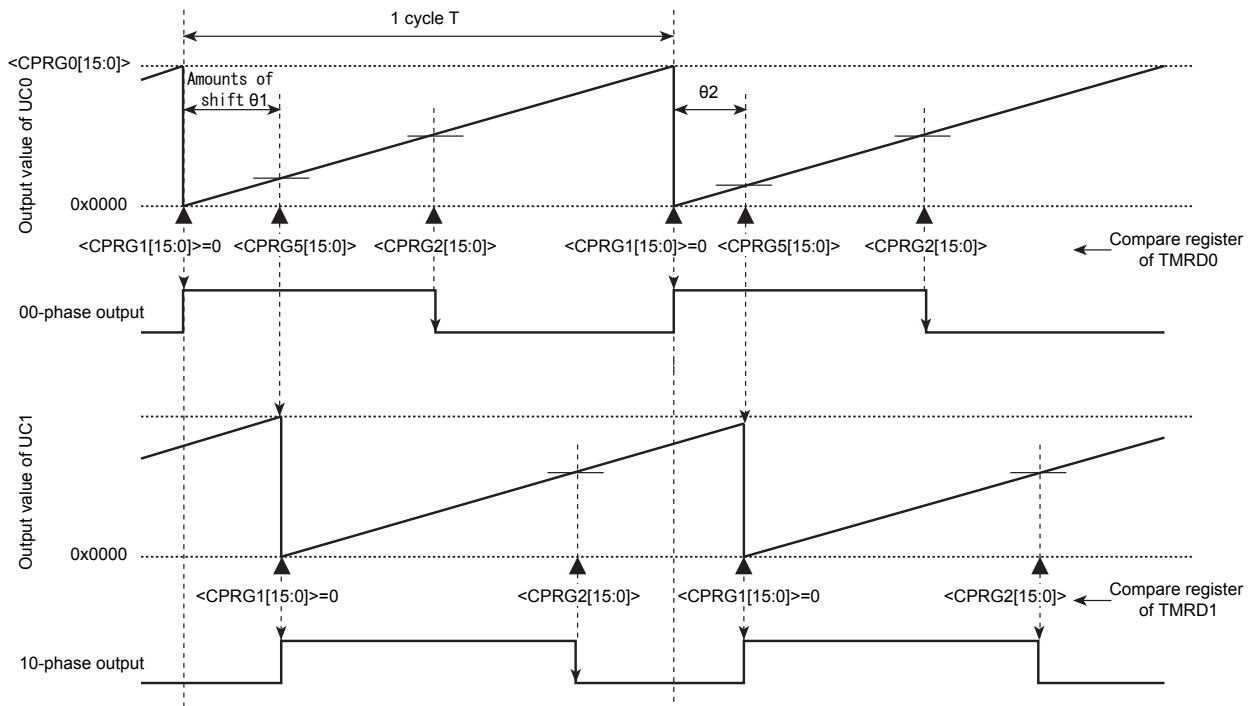 1 cycle T
<CPRG0[15:0]>
Amounts of
shift θ1
θ2
Output value of UC0
0x0000
<CPRG1[15:0]>=0
<CPRG5[15:0]>
<CPRG2[15:0]>
<CPRG1[15:0]>=0
<CPRG5[15:0]>
<CPRG2[15:0]>
Compare register
of TMRD0
00-phase output
Output value of UC1
0x0000
<CPRG1[15:0]>=0
<CPRG2[15:0]>
<CPRG1[15:0]>=0
<CPRG2[15:0]>
Compare register
of TMRD1
10-phase output